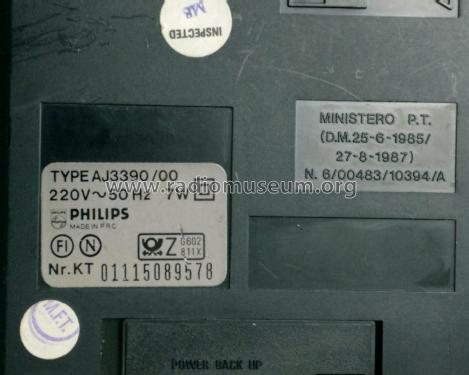 INSPECTED
M8
MINISTERO P.T.
(D.M.25-6-1985/
27-8-1987)
N. 6/00483/10394/A
TYPE AJ3390/00
220V~50Hz 7W
PHILIPS
MADE IN P.R.C
FI N Z G602
811X
Nr. KT 01115089578
www.radiomuseum.org
M.F.T.
POWER BACK UP